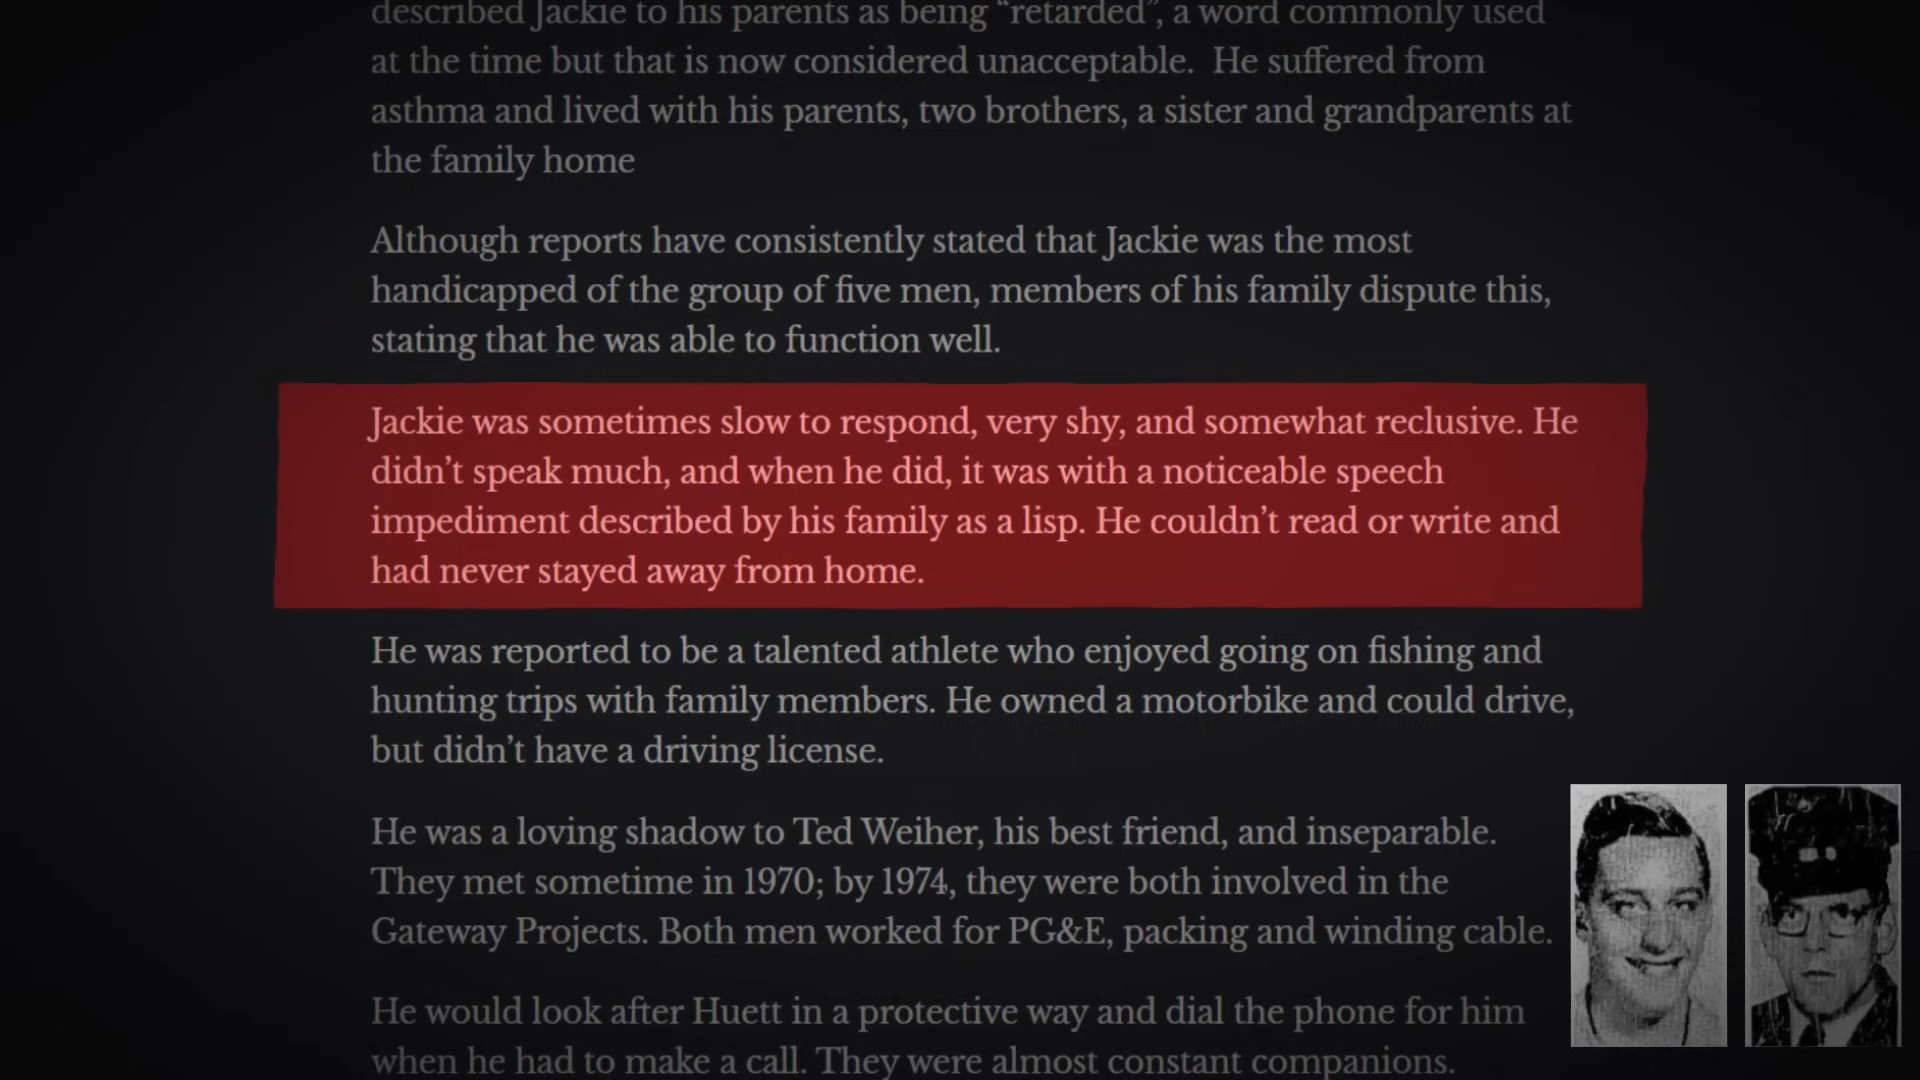 described Jackie to his parents as being “retarded”, a word commonly used
at the time but that is now considered unacceptable.  He suffered from
asthma and lived with his parents, two brothers, a sister and grandparents at
the family home
Although reports have consistently stated that Jackie was the most
handicapped of the group of five men, members of his family dispute this,
stating that he was able to function well.
Jackie was sometimes slow to respond, very shy, and somewhat reclusive. He
didn’t speak much, and when he did, it was with a noticeable speech
impediment described by his family as a lisp. He couldn’t read or write and
had never stayed away from home.
He was reported to be a talented athlete who enjoyed going on fishing and
hunting trips with family members. He owned a motorbike and could drive,
but didn’t have a driving license.
He was a loving shadow to Ted Weiher, his best friend, and inseparable.
They met sometime in 1970; by 1974, they were both involved in the
Gateway Projects. Both men worked for PG&E, packing and winding cable.
He would look after Huett in a protective way and dial the phone for him
when he had to make a call. They were almost constant companions.